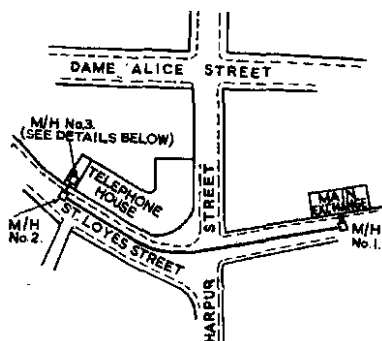 DAME ALICE STREET
M/H No.3.
(SEE DETAILS BELOW)
TELEPHONE
HOUSE
M/H
No.2.
ST. LOYES STREET
HARPUR
STREET
MAIN
EXCHANGE
M/H
No.1.